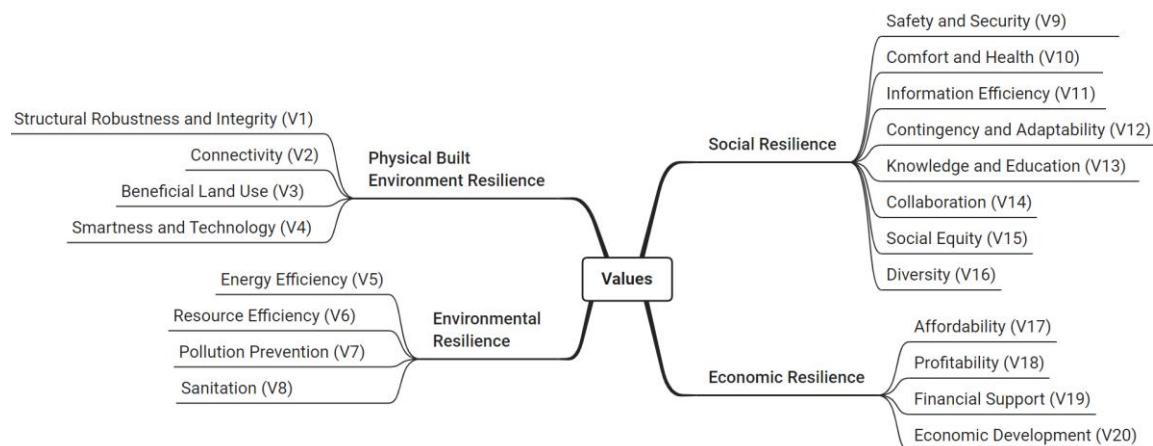 Structural Robustness and Integrity (V1)
Connectivity (V2)
Beneficial Land Use (V3)
Smartness and Technology (V4)
Physical Built
Environment Resilience
Energy Efficiency (V5)
Resource Efficiency (V6)
Pollution Prevention (V7)
Sanitation (V8)
Environmental
Resilience
Values
Social Resilience
Safety and Security (V9)
Comfort and Health (V10)
Information Efficiency (V11)
Contingency and Adaptability (V12)
Knowledge and Education (V13)
Collaboration (V14)
Social Equity (V15)
Diversity (V16)
Economic Resilience
Affordability (V17)
Profitability (V18)
Financial Support (V19)
Economic Development (V20)